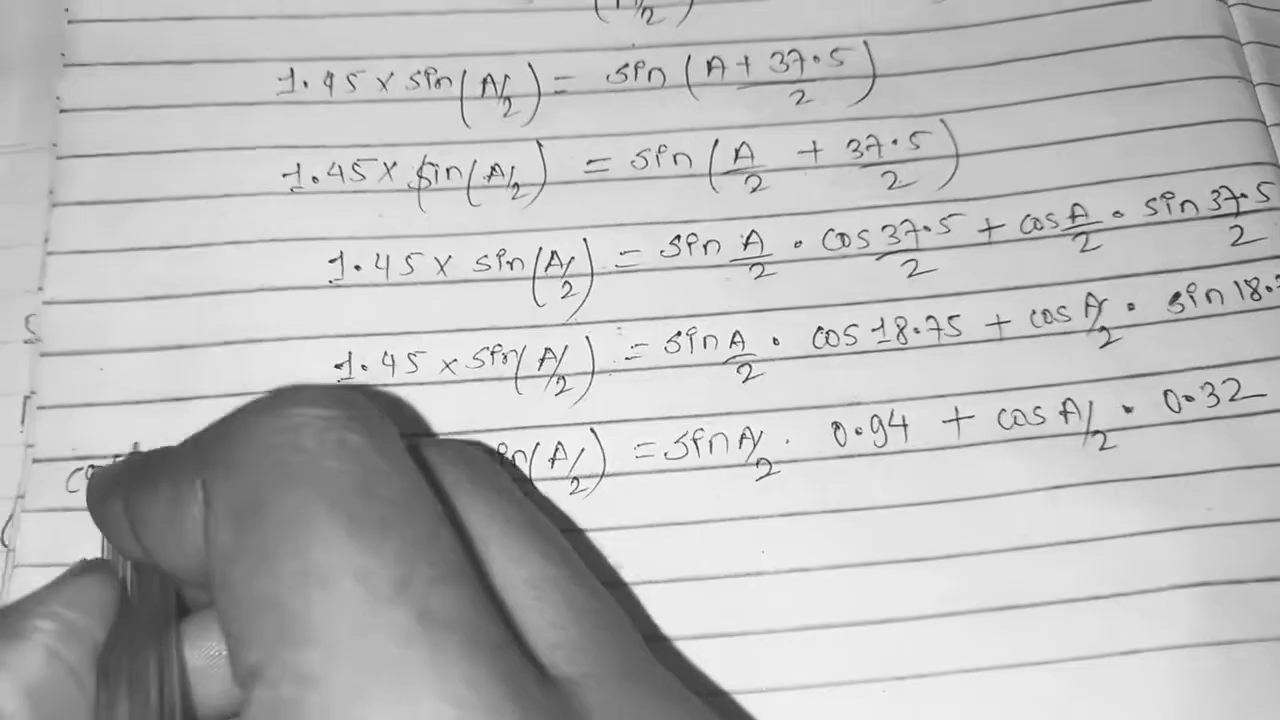 1.45 × sin(A/2) = sin(A + 37.5/2)
1.45 × sin(A/2) = sin(A/2 + 37.5/2)
1.45 × sin(A/2) = sin A/2 . cos 37.5/2 + cos A/2 . sin 37.5/2
1.45 × sin(A/2) = sin A/2 . cos 18.75 + cos A/2 . sin 18.
(A/2) = sin A/2 . 0.94 + cos A/2 . 0.32